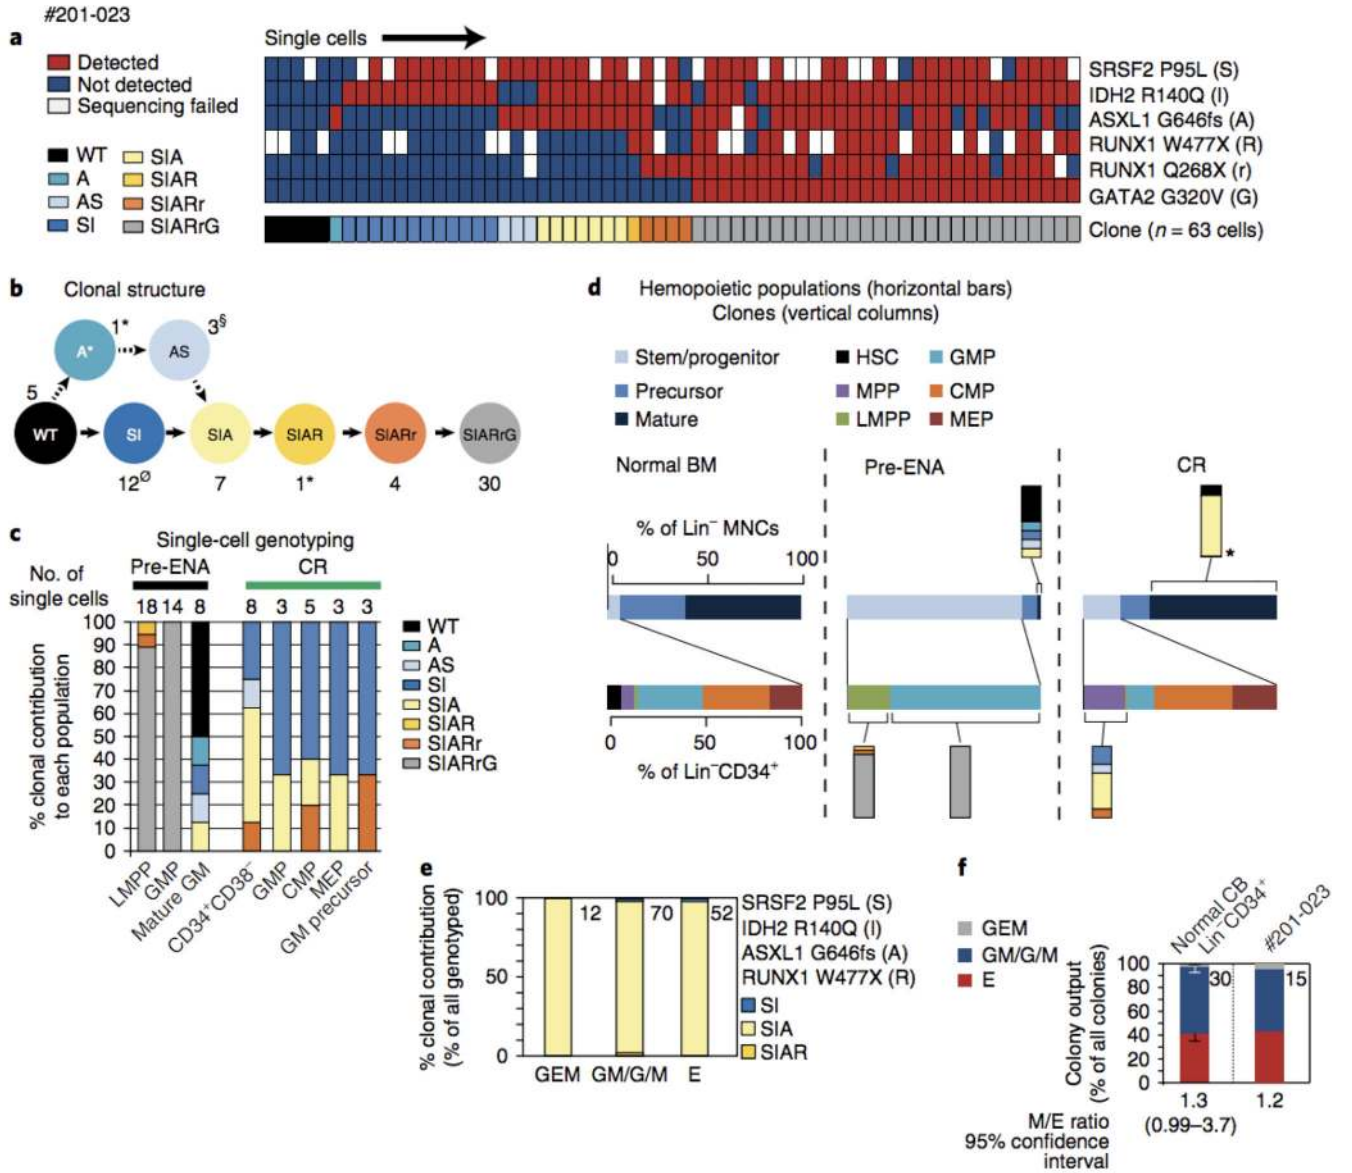 #201-023
a
Single cells
Detected
Not detected
Sequencing failed
SRSF2 P95L (S)
IDH2 R140Q (I)
ASXL1 G646fs (A)
RUNX1 W477X (R)
RUNX1 Q268X (r)
GATA2 G320V (G)
WT
SIA
A
SIAR
AS
SIARr
SI
SIARrG
Clone (n = 63 cells)
b
Clonal structure
1*
3§
A*
AS
5
WT
SI
SIA
SIAR
SIARr
SIARrG
12Ø
7
1*
4
30
c
Single-cell genotyping
Pre-ENA
CR
No. of
single cells
18 14 8
8 3 5 3 3
% clonal contribution
to each population
100
90
80
70
60
50
40
30
20
10
0
LMPP
GMP
Mature GM
CD34+CD38−
GMP
CMP
MEP
GM precursor
WT
A
AS
SI
SIA
SIAR
SIARr
SIARrG
d
Hemopoietic populations (horizontal bars)
Clones (vertical columns)
Stem/progenitor
HSC
GMP
Precursor
MPP
CMP
Mature
LMPP
MEP
Normal BM
Pre-ENA
CR
% of Lin− MNCs
0 50 100
*
0 50 100
% of Lin−CD34+
e
% clonal contribution
(% of all genotyped)
100
50
0
12
70
52
GEM GM/G/M E
SRSF2 P95L (S)
IDH2 R140Q (I)
ASXL1 G646fs (A)
RUNX1 W477X (R)
SI
SIA
SIAR
f
GEM
GM/G/M
E
Normal CB
Lin−CD34+
#201-023
Colony output
(% of all colonies)
100
80
60
40
20
0
30
15
1.3
1.2
M/E ratio
(0.99–3.7)
95% confidence
interval